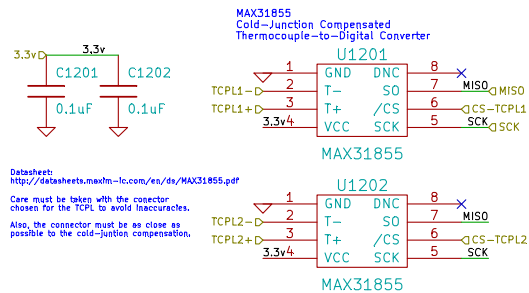 MAX31855
Cold-Junction Compensated
Thermocouple-to-Digital Converter
3.3v
3.3v
C1201
0.1uF
C1202
0.1uF
U1201
1 GND DNC 8
TCPL1- 2 T- SO 7 MISO MISO
TCPL1+ 3 T+ /CS 6 CS-TCPL1
3.3v 4 VCC SCK 5 SCK SCK
MAX31855
Datasheet:
http://datasheets.maxim-ic.com/en/ds/MAX31855.pdf
Care must be taken with the conector
chosen for the TCPL to avoid inaccuracies.
Also, the connector must be as close as
possible to the cold-juntion compensation.
U1202
1 GND DNC 8
TCPL2- 2 T- SO 7 MISO
TCPL2+ 3 T+ /CS 6 CS-TCPL2
3.3v 4 VCC SCK 5 SCK
MAX31855